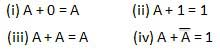 (i) A + 0 = A (ii) A + 1 = 1
(iii) A + A = A (iv) A + A̅ = 1